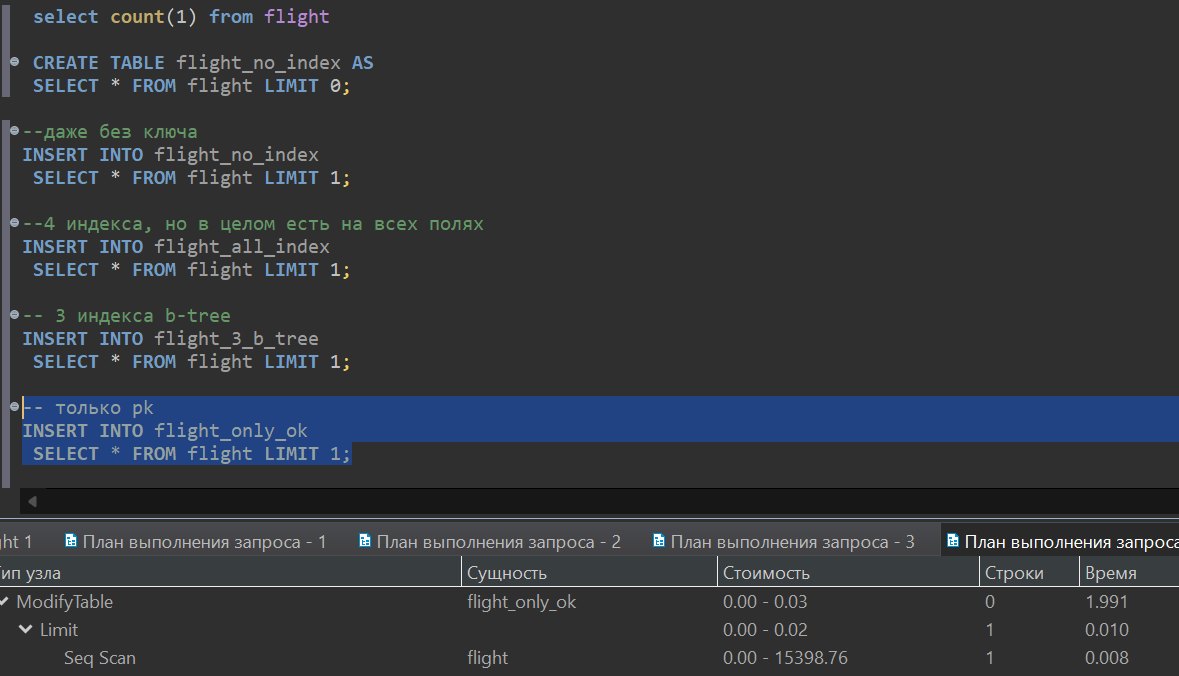 select count(1) from flight
CREATE TABLE flight_no_index AS
SELECT * FROM flight LIMIT 0;
--даже без ключа
INSERT INTO flight_no_index
SELECT * FROM flight LIMIT 1;
--4 индекса, но в целом есть на всех полях
INSERT INTO flight_all_index
SELECT * FROM flight LIMIT 1;
-- 3 индекса b-tree
INSERT INTO flight_3_b_tree
SELECT * FROM flight LIMIT 1;
-- только pk
INSERT INTO flight_only_ok
SELECT * FROM flight LIMIT 1;
ght 1 План выполнения запроса - 1 План выполнения запроса - 2 План выполнения запроса - 3 План выполнения запроса
ип узла Сущность Стоимость Строки Время
ModifyTable flight_only_ok 0.00 - 0.03 0 1.991
Limit 0.00 - 0.02 1 0.010
Seq Scan flight 0.00 - 15398.76 1 0.008